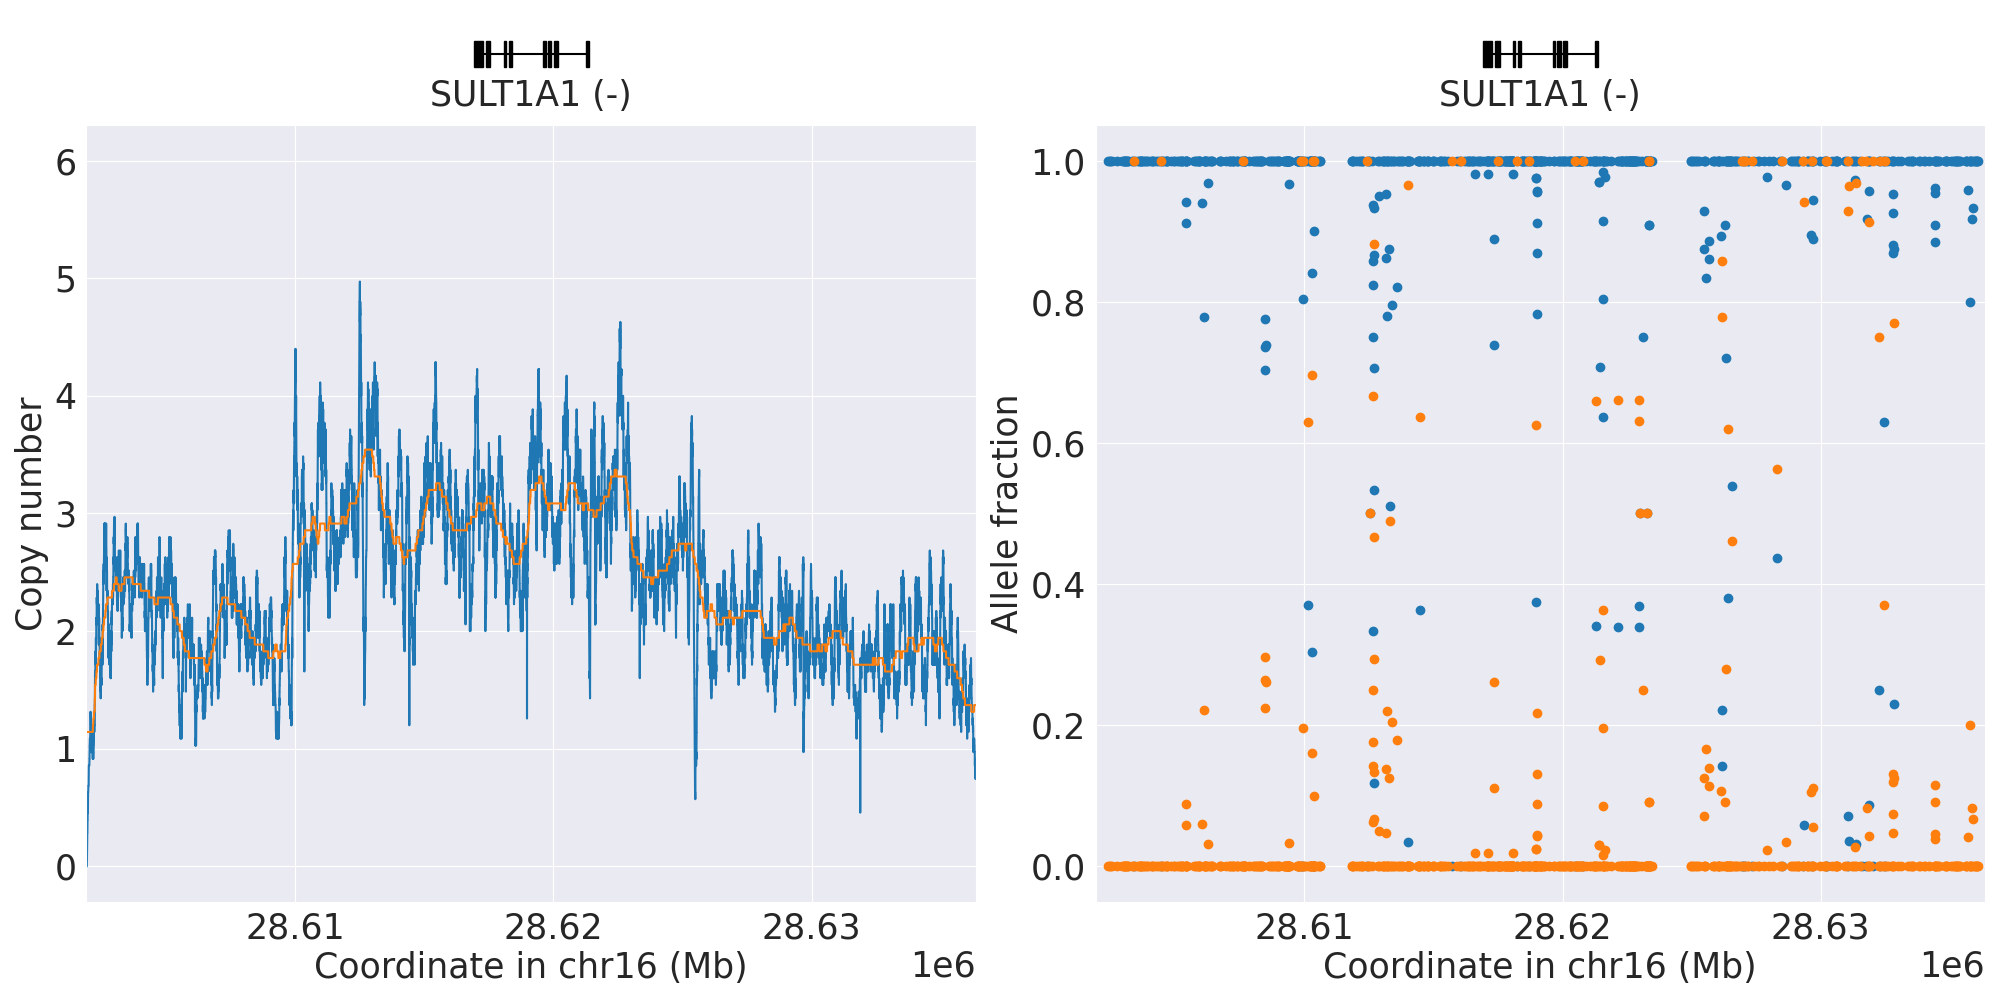 SULT1A1 (-)
Copy number
6
5
4
3
2
1
0
28.61
28.62
28.63
Coordinate in chr16 (Mb)
1e6
SULT1A1 (-)
Allele fraction
1.0
0.8
0.6
0.4
0.2
0.0
28.61
28.62
28.63
Coordinate in chr16 (Mb)
1e6